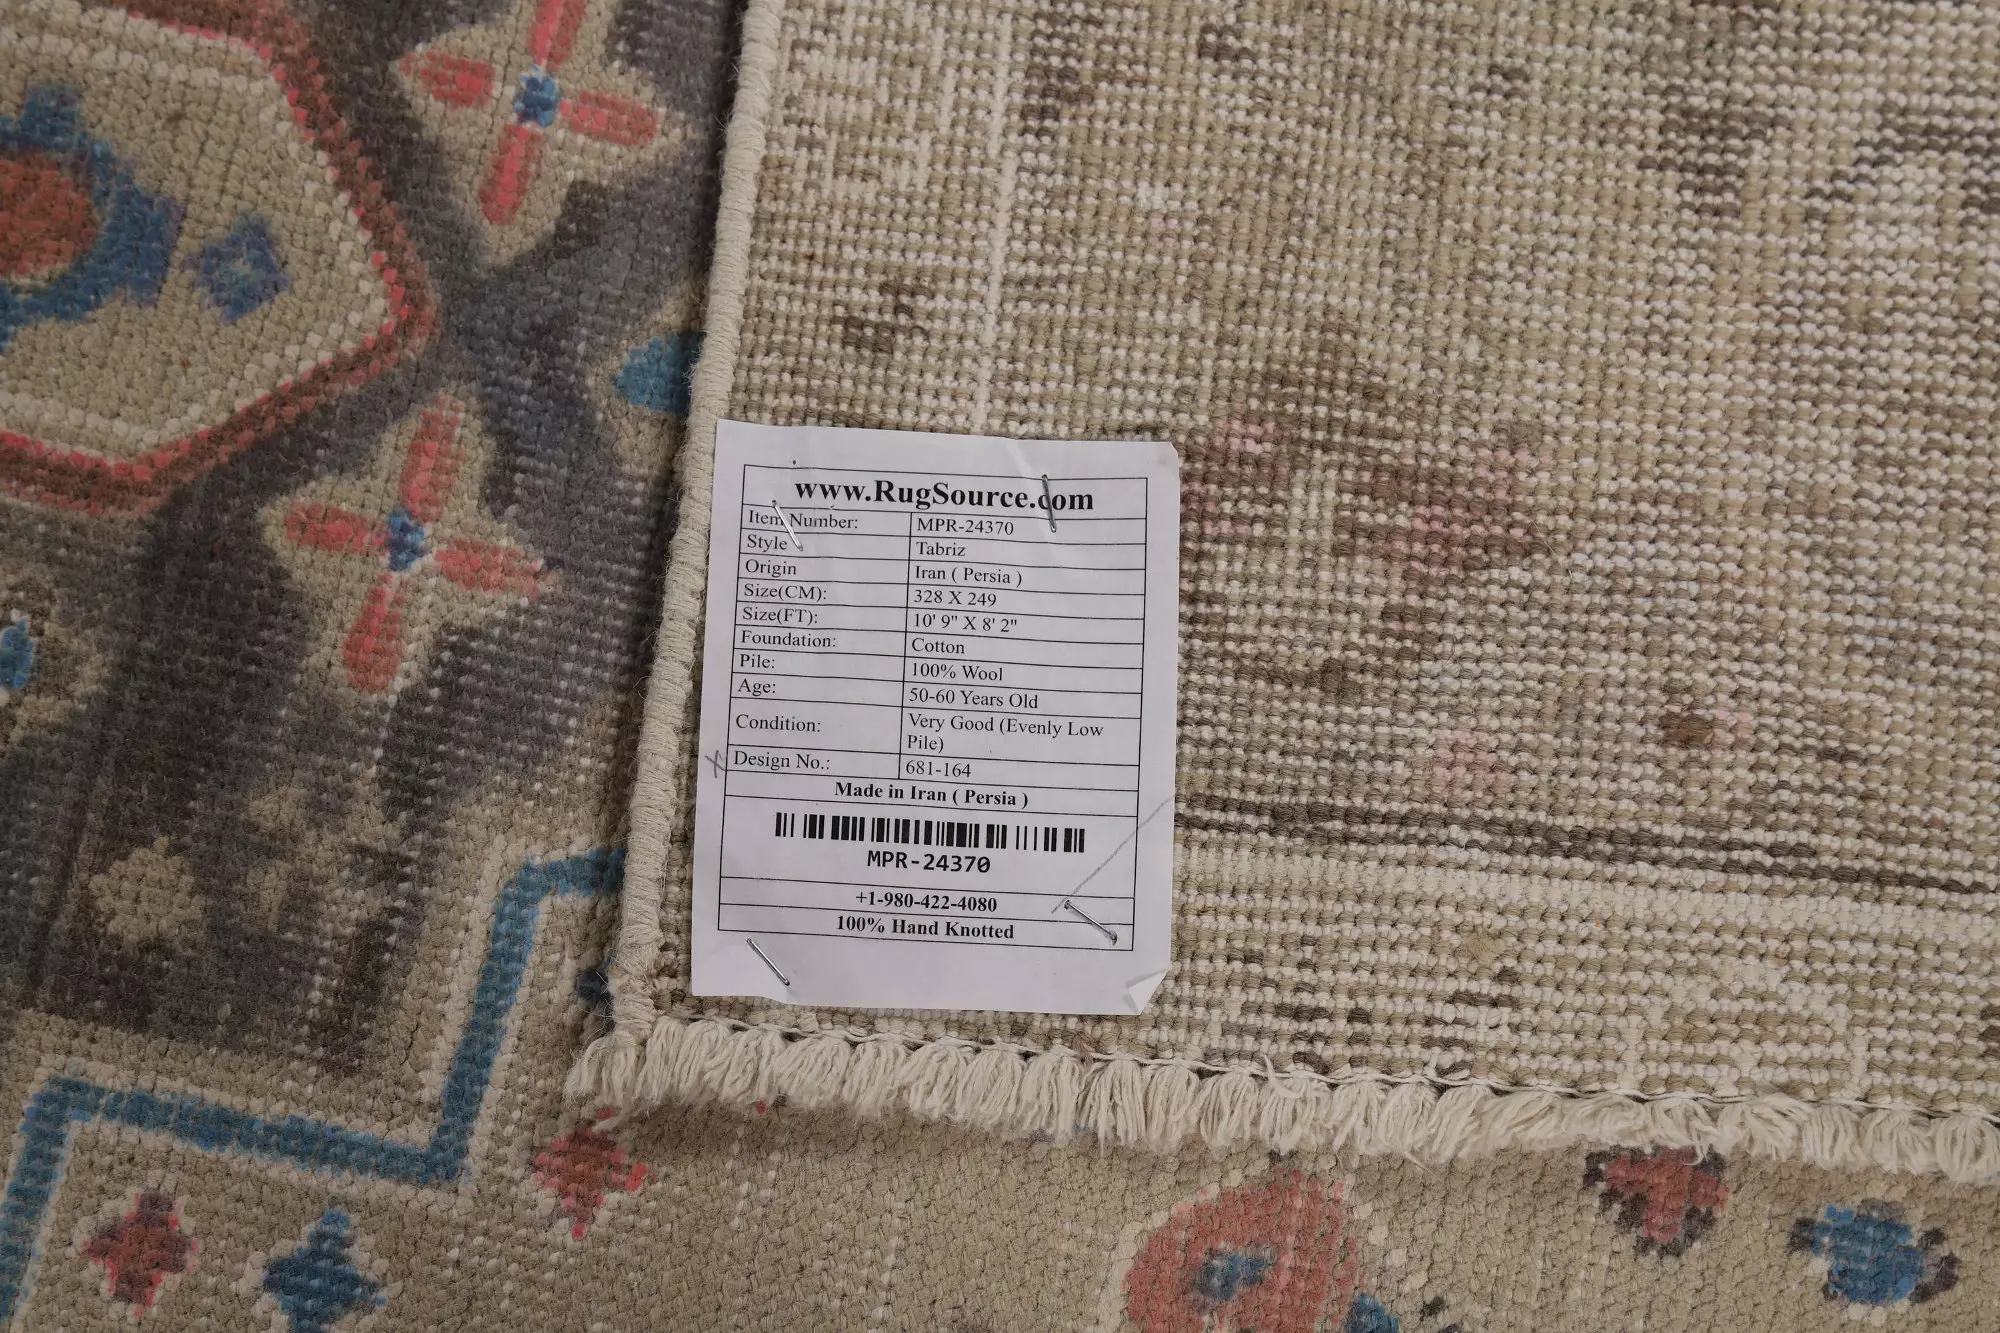 www.RugSource.com
Item Number: MPR-24370
Style Tabriz
Origin Iran ( Persia )
Size(CM): 328 X 249
Size(FT): 10' 9" X 8' 2"
Foundation: Cotton
Pile: 100% Wool
Age: 50-60 Years Old
Condition: Very Good (Evenly Low
Pile)
Design No.: 681-164
Made in Iran ( Persia )
MPR-24370
+1-980-422-4080
100% Hand Knotted